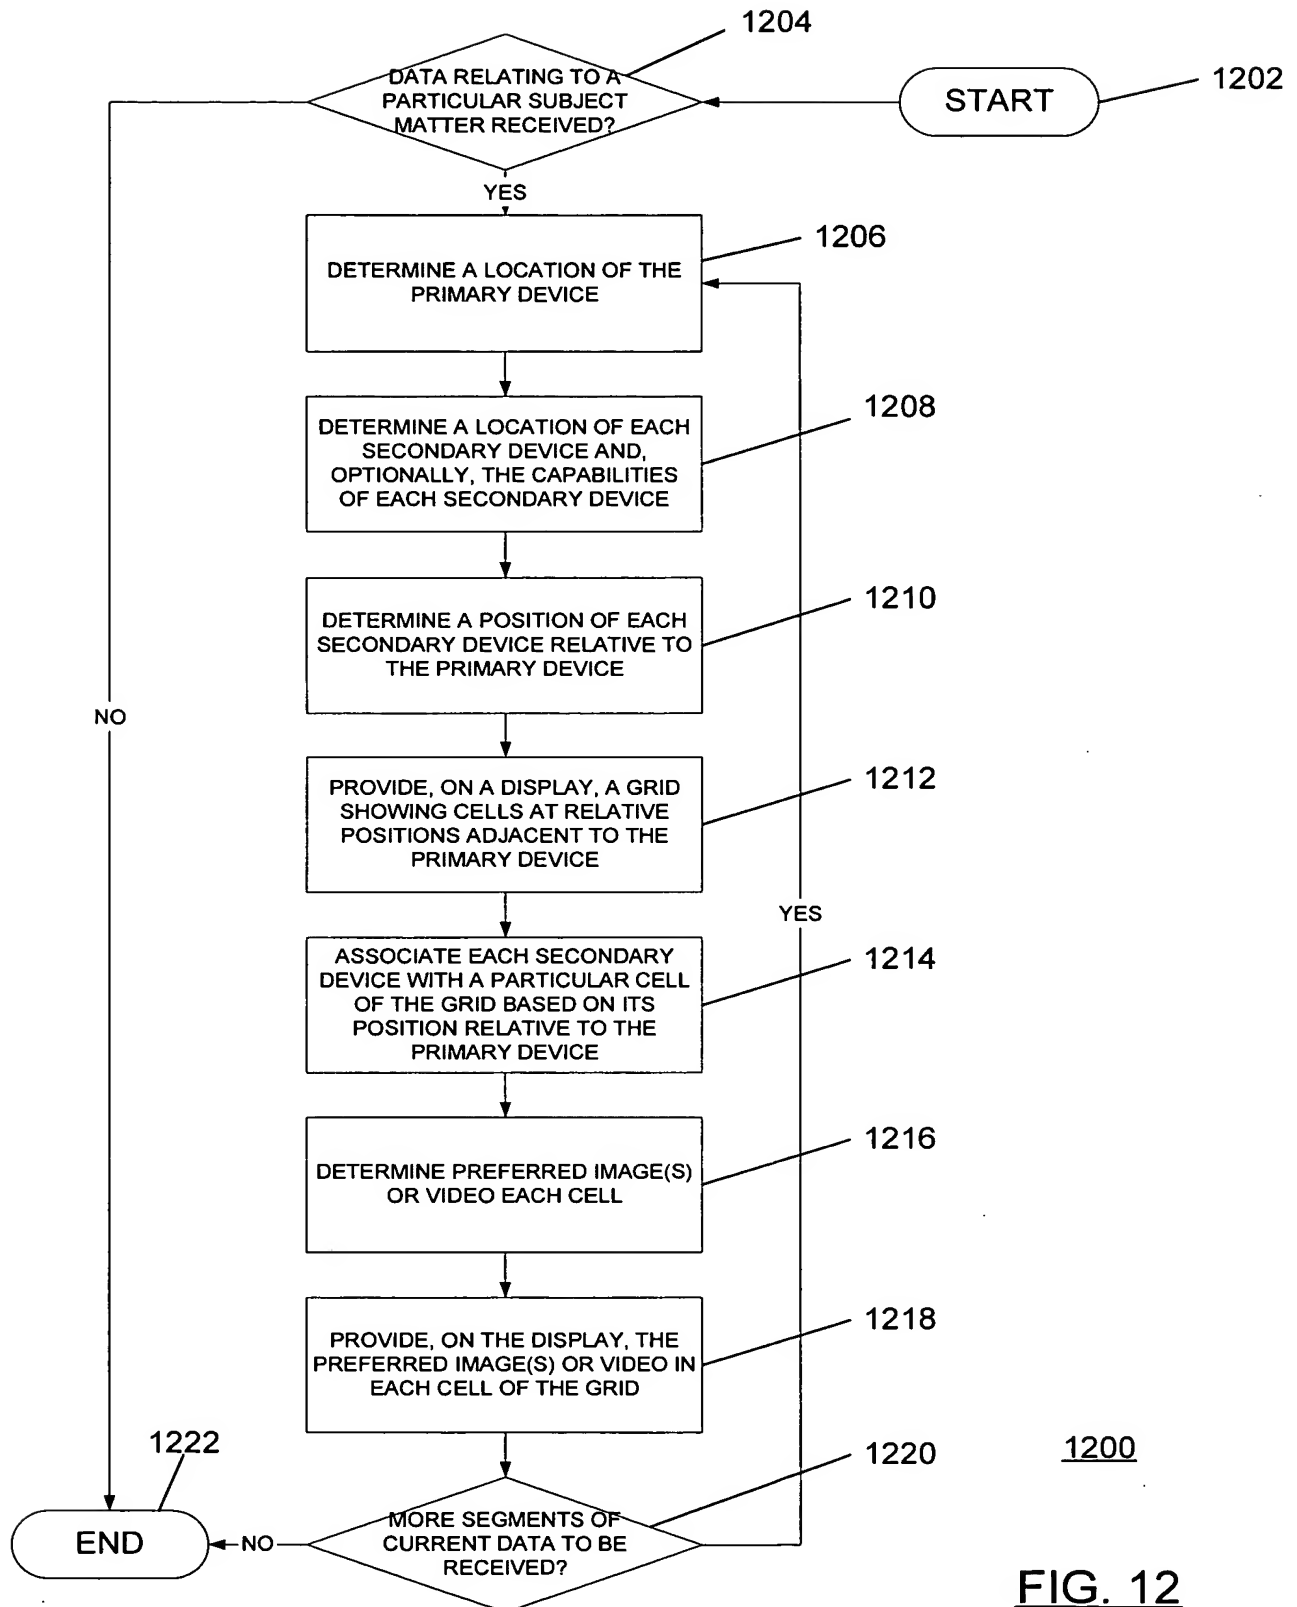 1204
DATA RELATING TO A
PARTICULAR SUBJECT
MATTER RECEIVED?
START
1202
YES
1206
DETERMINE A LOCATION OF THE
PRIMARY DEVICE
1208
DETERMINE A LOCATION OF EACH
SECONDARY DEVICE AND,
OPTIONALLY, THE CAPABILITIES
OF EACH SECONDARY DEVICE
1210
DETERMINE A POSITION OF EACH
SECONDARY DEVICE RELATIVE TO
THE PRIMARY DEVICE
NO
1212
PROVIDE, ON A DISPLAY, A GRID
SHOWING CELLS AT RELATIVE
POSITIONS ADJACENT TO THE
PRIMARY DEVICE
YES
1214
ASSOCIATE EACH SECONDARY
DEVICE WITH A PARTICULAR CELL
OF THE GRID BASED ON ITS
POSITION RELATIVE TO THE
PRIMARY DEVICE
1216
DETERMINE PREFERRED IMAGE(S)
OR VIDEO EACH CELL
1218
PROVIDE, ON THE DISPLAY, THE
PREFERRED IMAGE(S) OR VIDEO IN
EACH CELL OF THE GRID
1222
1220
1200
END
NO
MORE SEGMENTS OF
CURRENT DATA TO BE
RECEIVED?
FIG. 12